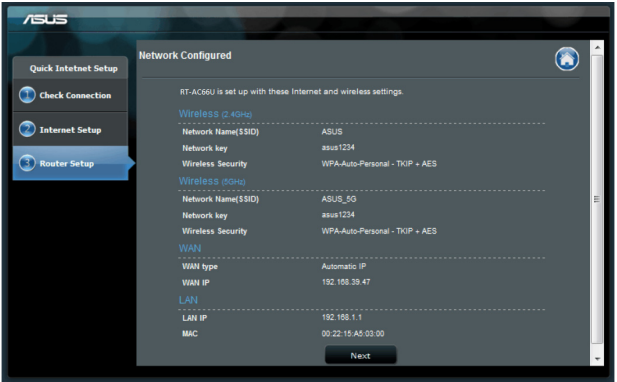 ASUS
Quick Intetnet Setup
1 Check Connection
2 Internet Setup
3 Router Setup
Network Configured
RT-AC66U is set up with these Internet and wireless settings.
Wireless (2.4GHz)
Network Name(SSID) ASUS
Network key asus1234
Wireless Security WPA-Auto-Personal - TKIP + AES
Wireless (5GHz)
Network Name(SSID) ASUS_5G
Network key asus1234
Wireless Security WPA-Auto-Personal - TKIP + AES
WAN
WAN type Automatic IP
WAN IP 192.168.39.47
LAN
LAN IP 192.168.1.1
MAC 00:22:15:A5:03:00
Next